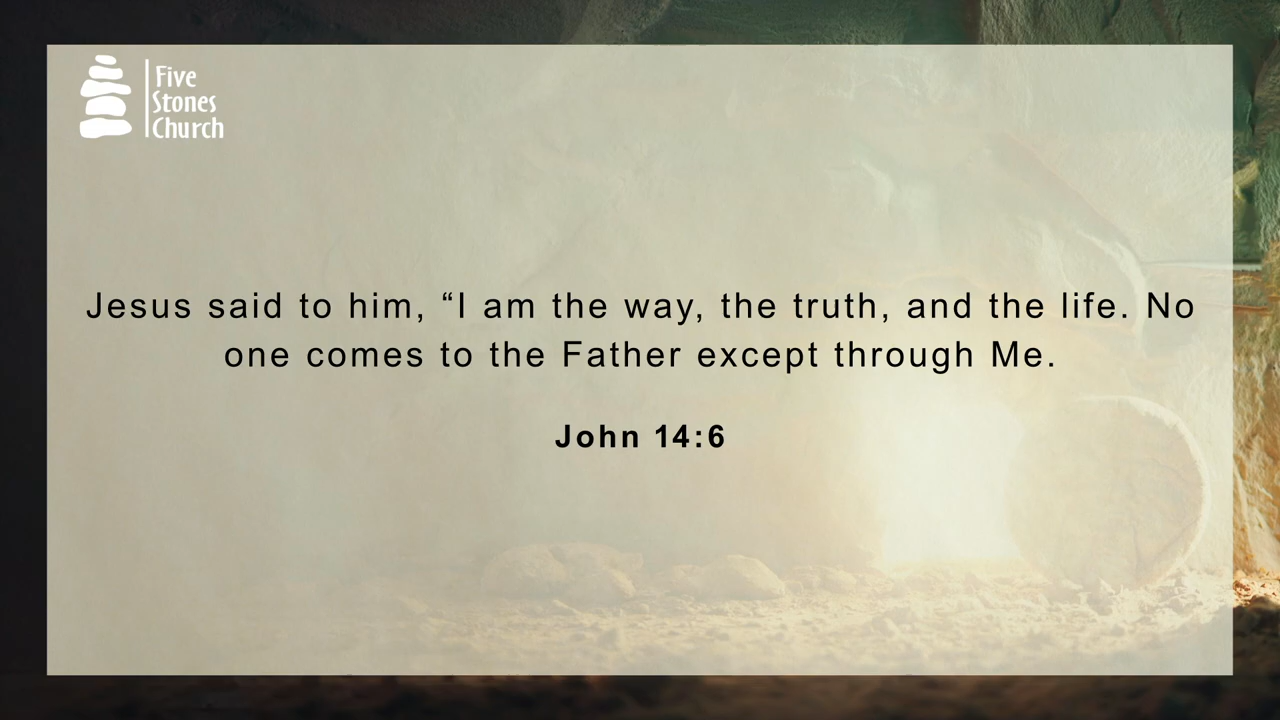 Five
Stones
Church
Jesus said to him, “I am the way, the truth, and the life. No
one comes to the Father except through Me.
John 14:6